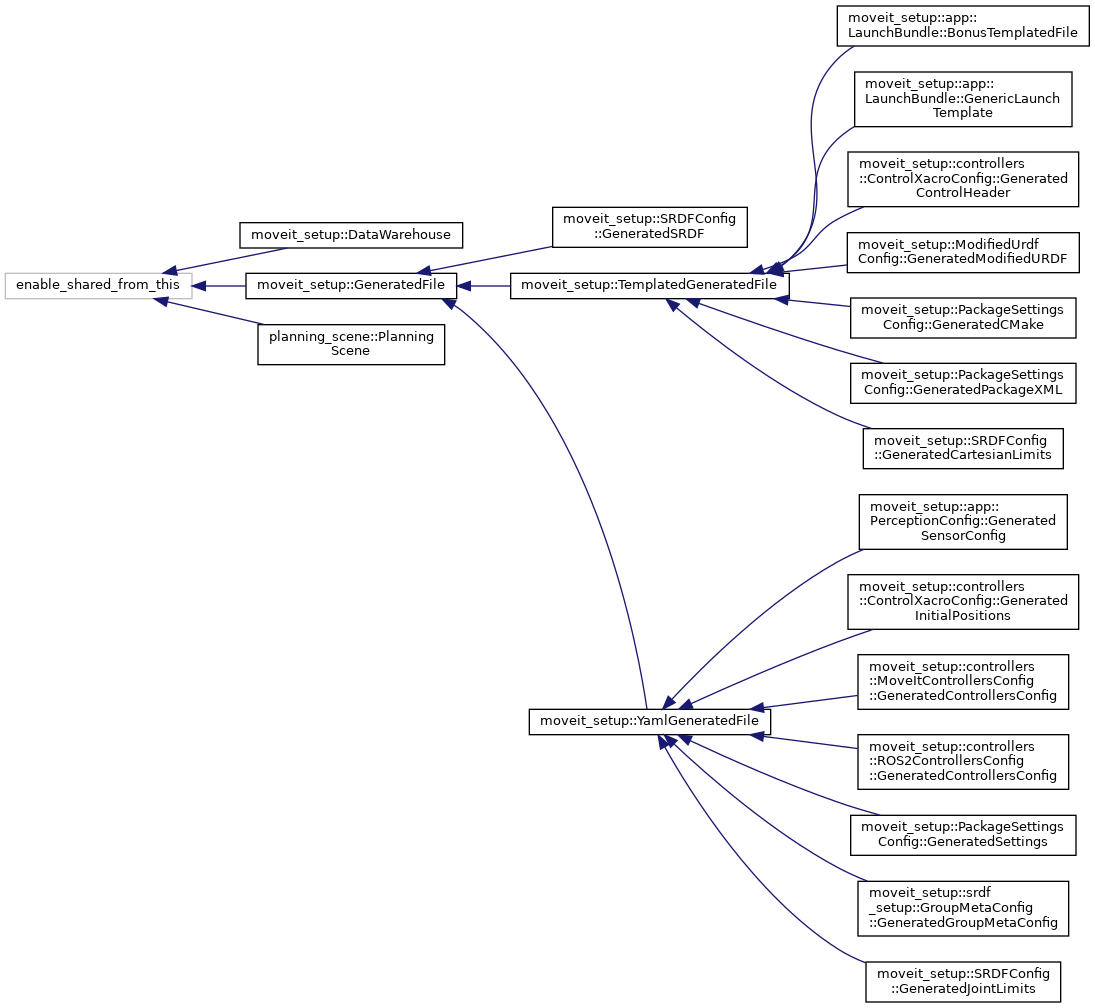 moveit_setup::app::
LaunchBundle::BonusTemplatedFile
moveit_setup::app::
LaunchBundle::GenericLaunch
Template
moveit_setup::controllers
::ControlXacroConfig::Generated
ControlHeader
moveit_setup::SRDFConfig
::GeneratedSRDF
moveit_setup::DataWarehouse
moveit_setup::ModifiedUrdf
Config::GeneratedModifiedURDF
enable_shared_from_this
moveit_setup::GeneratedFile
moveit_setup::TemplatedGeneratedFile
moveit_setup::PackageSettings
Config::GeneratedCMake
planning_scene::Planning
Scene
moveit_setup::PackageSettings
Config::GeneratedPackageXML
moveit_setup::SRDFConfig
::GeneratedCartesianLimits
moveit_setup::app::
PerceptionConfig::Generated
SensorConfig
moveit_setup::controllers
::ControlXacroConfig::Generated
InitialPositions
moveit_setup::controllers
::MoveItControllersConfig
::GeneratedControllersConfig
moveit_setup::YamlGeneratedFile
moveit_setup::controllers
::ROS2ControllersConfig
::GeneratedControllersConfig
moveit_setup::PackageSettings
Config::GeneratedSettings
moveit_setup::srdf
_setup::GroupMetaConfig
::GeneratedGroupMetaConfig
moveit_setup::SRDFConfig
::GeneratedJointLimits